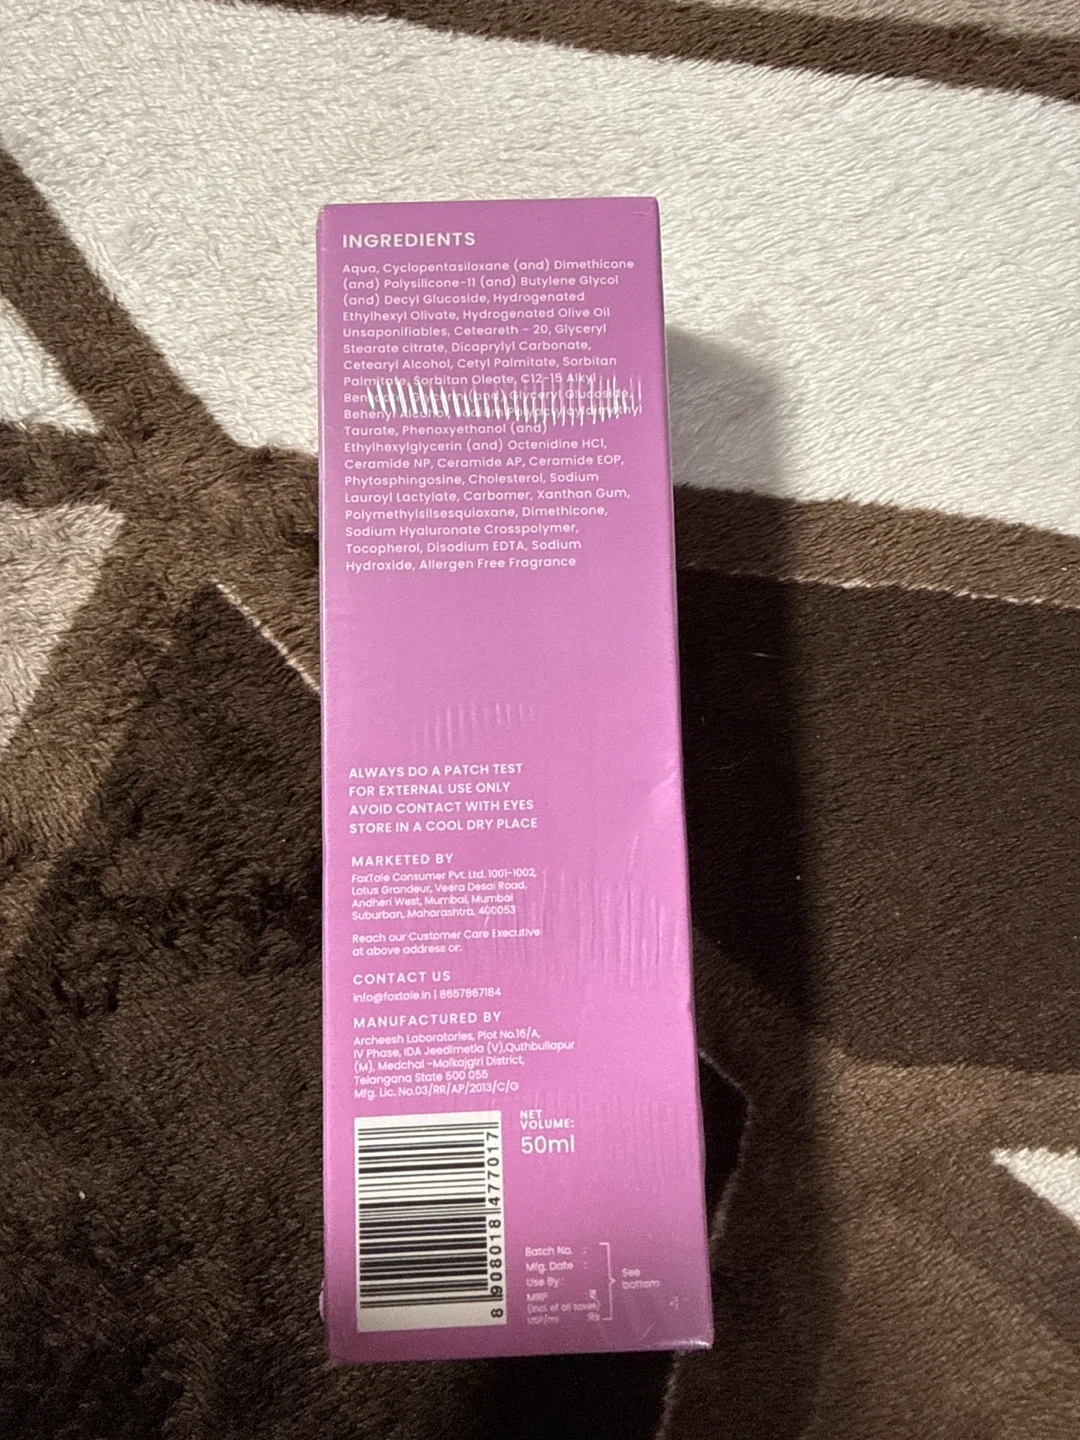 INGREDIENTS
Aqua, Cyclopentasiloxane (and) Dimethicone
(and) Polysilicone-11 (and) Butylene Glycol
(and) Decyl Glucoside, Hydrogenated
Ethylhexyl Olivate, Hydrogenated Olive Oil
Unsaponifiables, Ceteareth - 20, Glyceryl
Stearate citrate, Dicaprylyl Carbonate,
Cetearyl Alcohol, Cetyl Palmitate, Sorbitan
Palmitate, Sorbitan Oleate, C12-15 Alkyl
(and) Glyceryl Glucoside,
Behenyl Alcohol,
Taurate, Phenoxyethanol (and)
Ethylhexylglycerin (and) Octenidine HCl,
Ceramide NP, Ceramide AP, Ceramide EOP,
Phytosphingosine, Cholesterol, Sodium
Lauroyl Lactylate, Carbomer, Xanthan Gum,
Polymethylsilsesquioxane, Dimethicone,
Sodium Hyaluronate Crosspolymer,
Tocopherol, Disodium EDTA, Sodium
Hydroxide, Allergen Free Fragrance
ALWAYS DO A PATCH TEST
FOR EXTERNAL USE ONLY
AVOID CONTACT WITH EYES
STORE IN A COOL DRY PLACE
MARKETED BY
FoxTale Consumer Pvt. Ltd. 1001-1002,
Lotus Grandeur, Veera Desai Road,
Andheri West, Mumbai, Mumbai
Suburban, Maharashtra, 400053
Reach our Customer Care Executive
at above address or:
CONTACT US
info@foxtale.in | 8657867184
MANUFACTURED BY
Archeesh Laboratories, Plot No.16/A,
IV Phase, IDA Jeedimetla (V),Quthbullapur
(M), Medchal -Malkajgiri District,
Telangana State 500 055
Mfg. Lic. No.03/RR/AP/2013/C/G
NET
VOLUME:
50ml
8 908018 477017
Batch No. :
Mfg. Date :
Use By :
MRP
(incl. of all taxes)
See
bottom